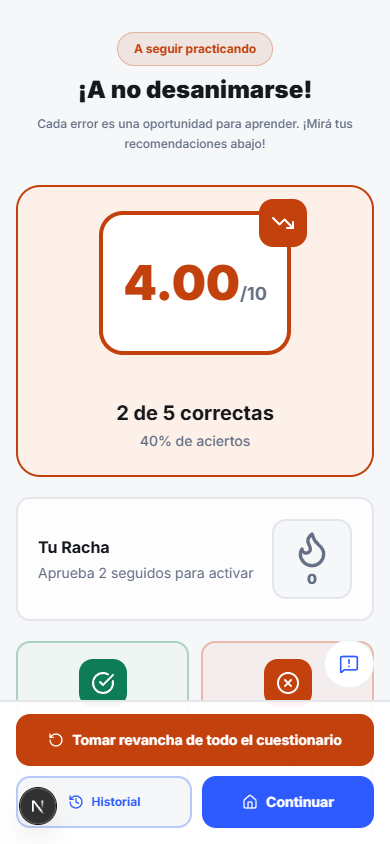 A seguir practicando
¡A no desanimarse!
Cada error es una oportunidad para aprender. ¡Mirá tus
recomendaciones abajo!
4.00/10
2 de 5 correctas
40% de aciertos
Tu Racha
Aprueba 2 seguidos para activar
0
Tomar revancha de todo el cuestionario
N
Historial
Continuar